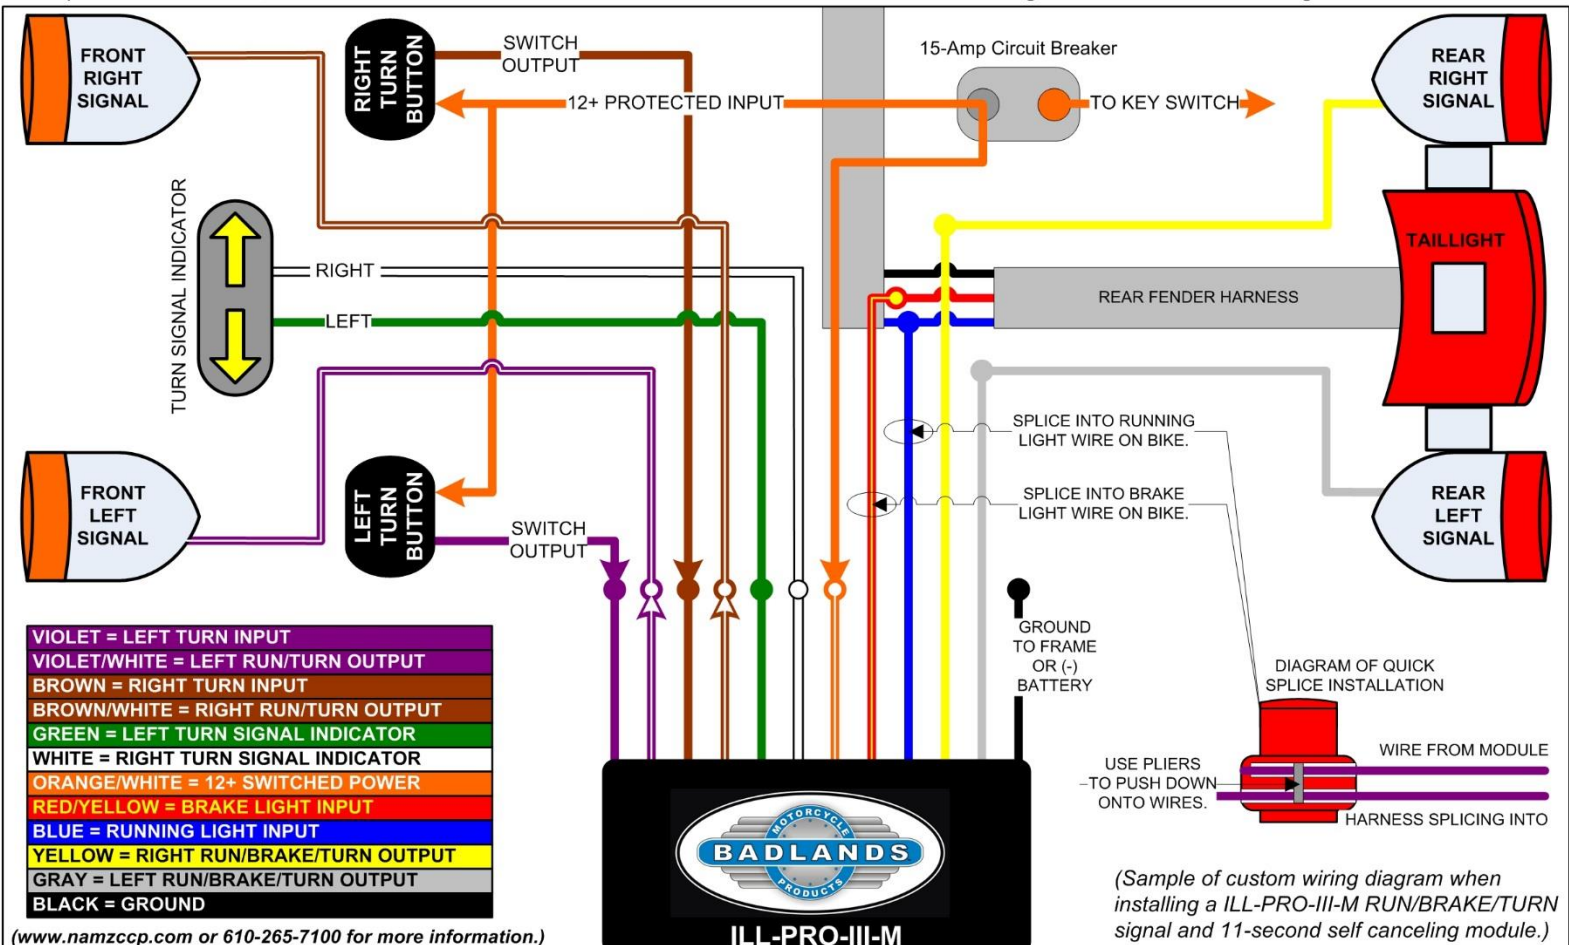 FRONT
RIGHT
SIGNAL
RIGHT
TURN
BUTTON
SWITCH
OUTPUT
12+ PROTECTED INPUT
15-Amp Circuit Breaker
TO KEY SWITCH
REAR
RIGHT
SIGNAL
TURN SIGNAL INDICATOR
RIGHT
LEFT
TAILLIGHT
REAR FENDER HARNESS
SPLICE INTO RUNNING
LIGHT WIRE ON BIKE.
FRONT
LEFT
SIGNAL
LEFT
TURN
BUTTON
SWITCH
OUTPUT
SPLICE INTO BRAKE
LIGHT WIRE ON BIKE.
REAR
LEFT
SIGNAL
GROUND
TO FRAME
OR (-)
BATTERY
DIAGRAM OF QUICK
SPLICE INSTALLATION
WIRE FROM MODULE
USE PLIERS
TO PUSH DOWN
ONTO WIRES.
HARNESS SPLICING INTO
VIOLET = LEFT TURN INPUT
VIOLET/WHITE = LEFT RUN/TURN OUTPUT
BROWN = RIGHT TURN INPUT
BROWN/WHITE = RIGHT RUN/TURN OUTPUT
GREEN = LEFT TURN SIGNAL INDICATOR
WHITE = RIGHT TURN SIGNAL INDICATOR
ORANGE/WHITE = 12+ SWITCHED POWER
RED/YELLOW = BRAKE LIGHT INPUT
BLUE = RUNNING LIGHT INPUT
YELLOW = RIGHT RUN/BRAKE/TURN OUTPUT
GRAY = LEFT RUN/BRAKE/TURN OUTPUT
BLACK = GROUND
(www.namzccp.com or 610-265-7100 for more information.)
MOTORCYCLE
BADLANDS
PRODUCTS
ILL-PRO-III-M
(Sample of custom wiring diagram when
installing a ILL-PRO-III-M RUN/BRAKE/TURN
signal and 11-second self canceling module.)